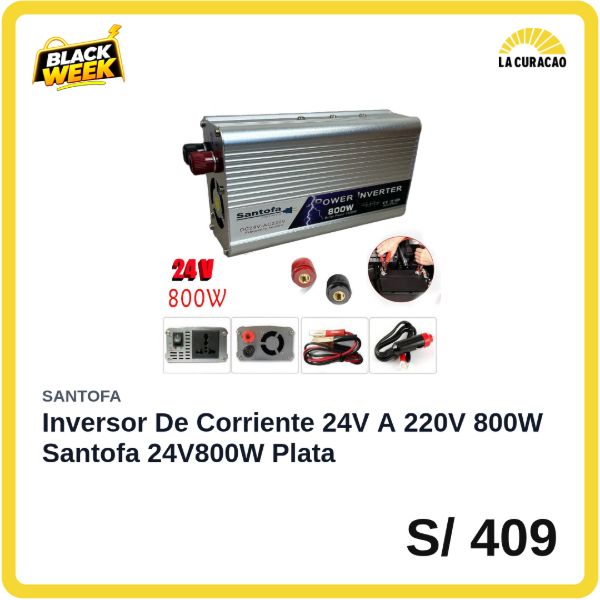 BLACK
WEEK
LA CURACAO
Santofa
POWER INVERTER
800W
24V
800W
SANTOFA
Inversor De Corriente 24V A 220V 800W
Santofa 24V800W Plata
S/ 409